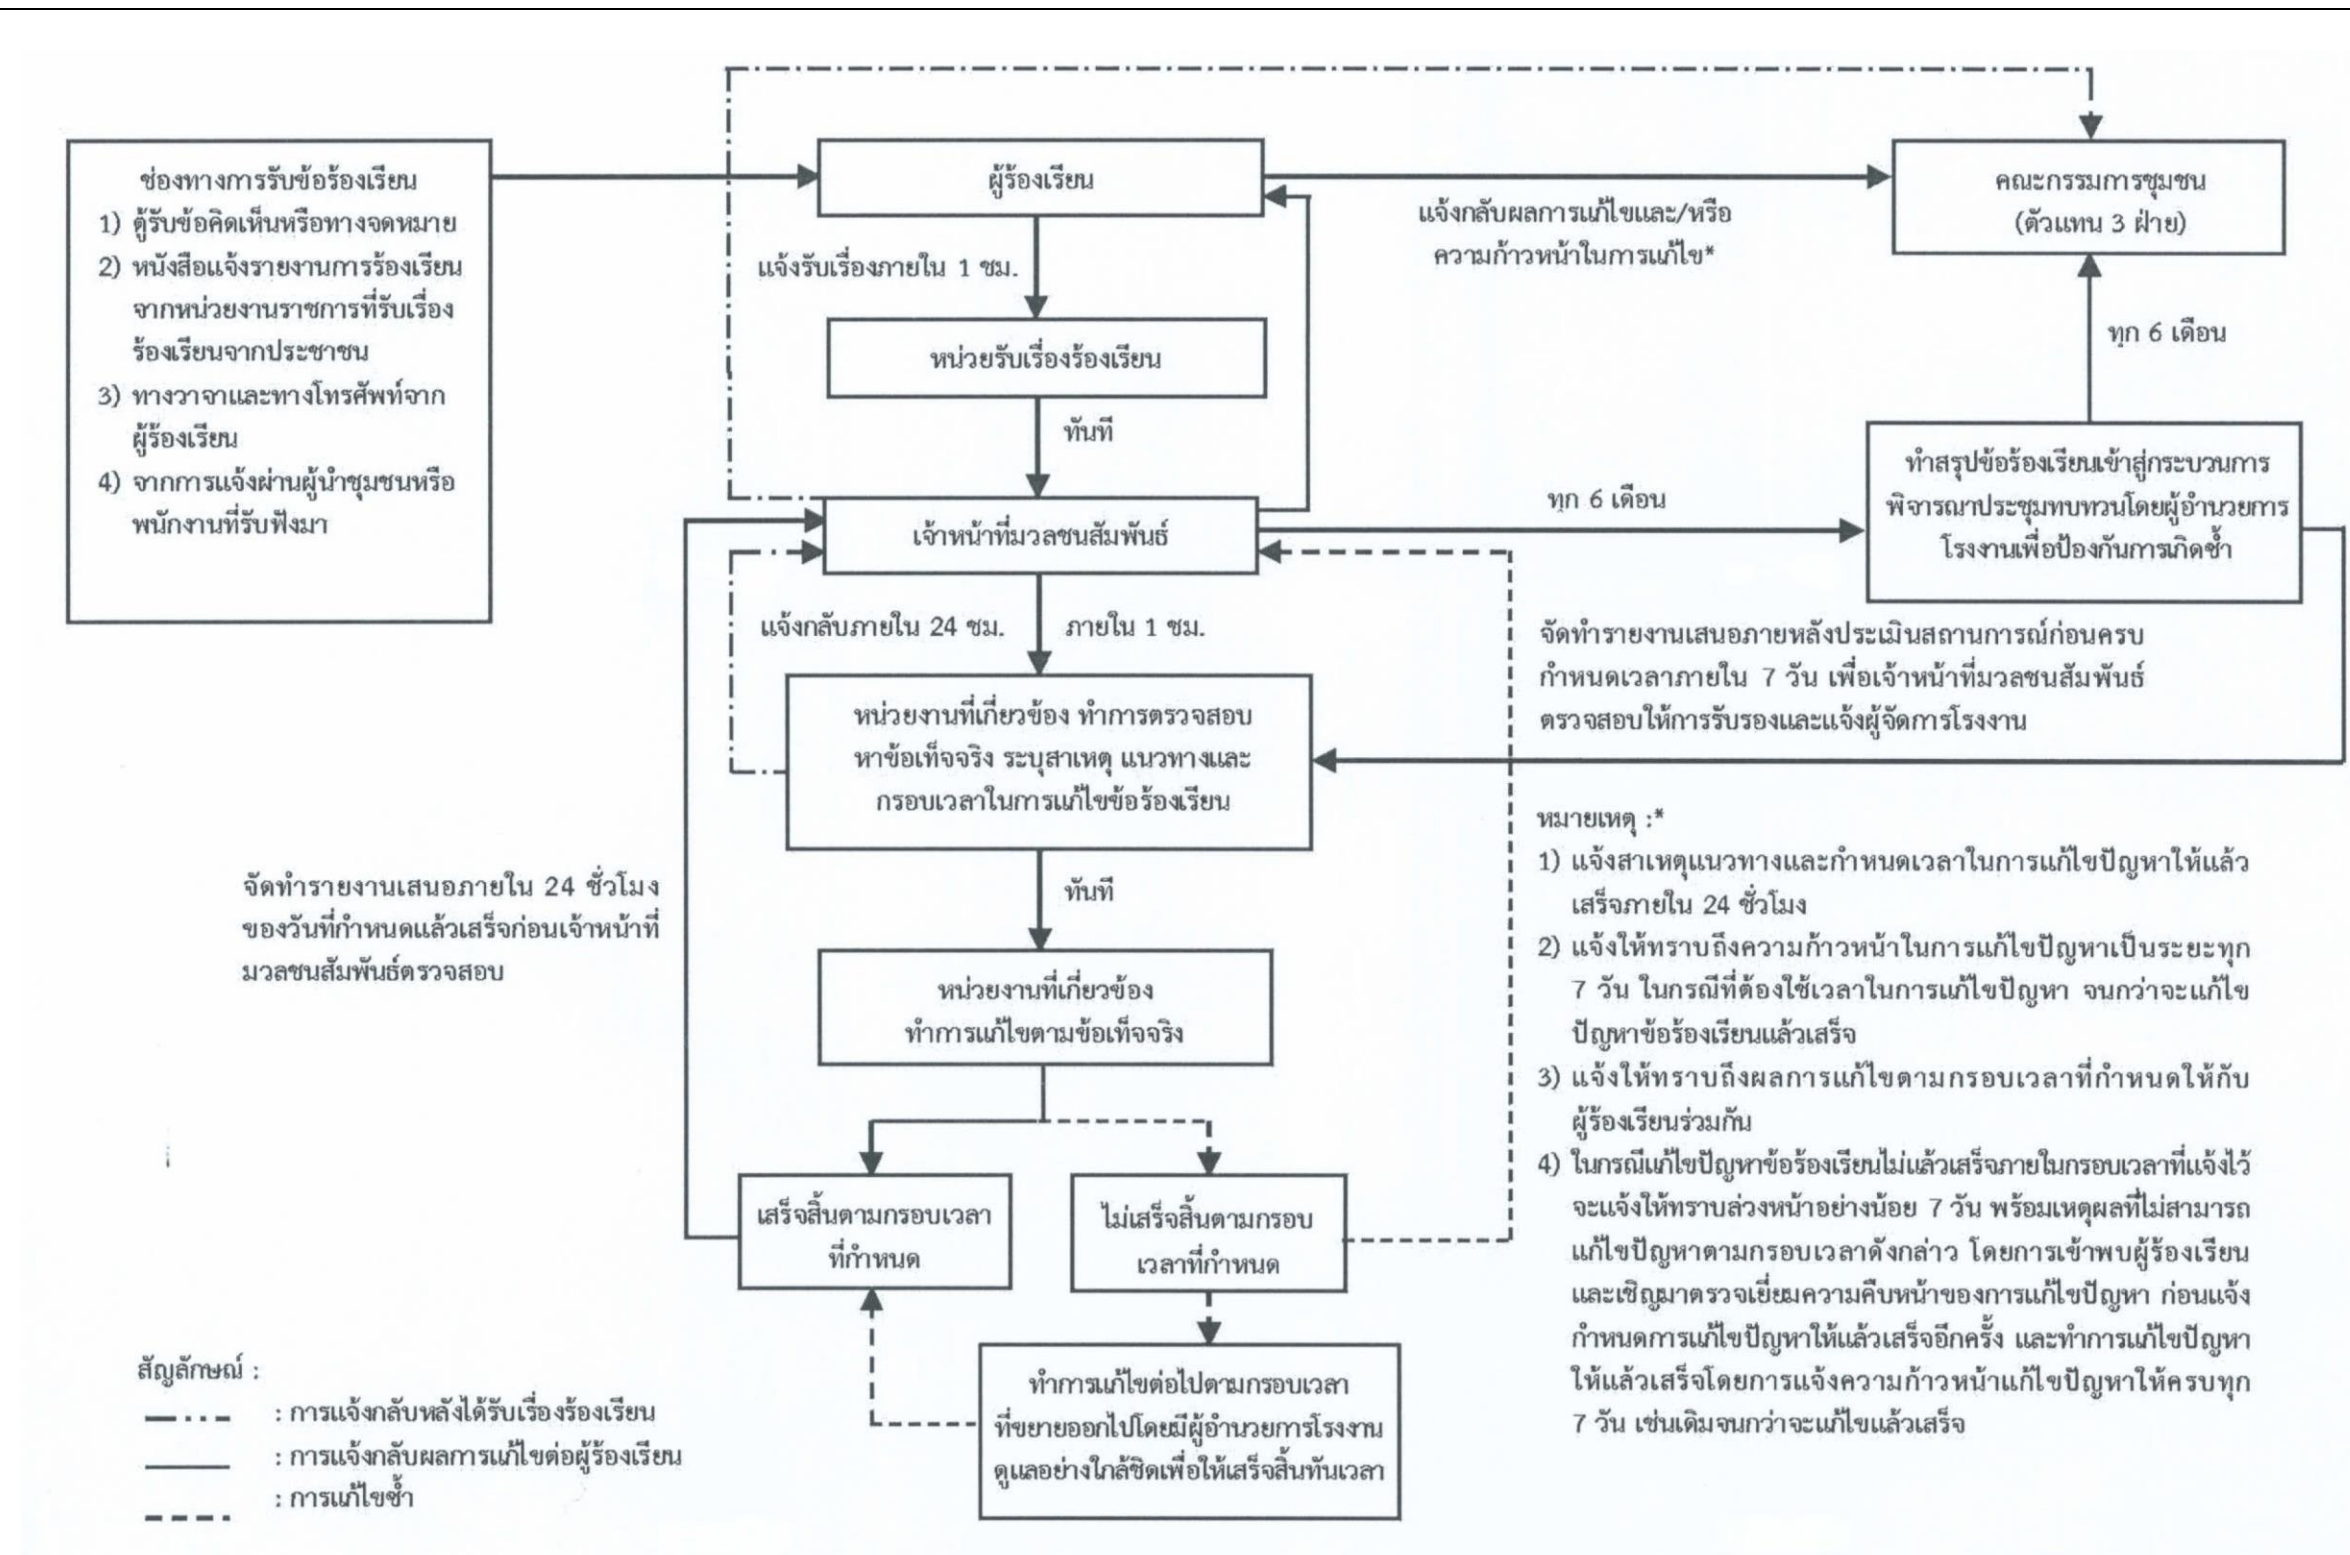 ช่องทางการรับข้อร้องเรียน
1) ตู้รับข้อคิดเห็นหรือทางจดหมาย
2) หนังสือแจ้งรายงานการร้องเรียน
จากหน่วยงานราชการที่รับเรื่อง
ร้องเรียนจากประชาชน
3) ทางวาจาและทางโทรศัพท์จาก
ผู้ร้องเรียน
4) จากการแจ้งผ่านผู้นำชุมชนหรือ
พนักงานที่รับฟังมา
ผู้ร้องเรียน
แจ้งกลับผลการแก้ไขและ/หรือ
ความก้าวหน้าในการแก้ไข*
คณะกรรมการชุมชน
(ตัวแทน 3 ฝ่าย)
แจ้งรับเรื่องภายใน 1 ชม.
หน่วยรับเรื่องร้องเรียน
ทุก 6 เดือน
ทันที
เจ้าหน้าที่มวลชนสัมพันธ์
ทุก 6 เดือน
ทำสรุปข้อร้องเรียนเข้าสู่กระบวนการ
พิจารณาประชุมทบทวนโดยผู้อำนวยการ
โรงงานเพื่อป้องกันการเกิดซ้ำ
แจ้งกลับภายใน 24 ชม.
ภายใน 1 ชม.
จัดทำรายงานเสนอภายหลังประเมินสถานการณ์ก่อนครบ
กำหนดเวลาภายใน 7 วัน เพื่อเจ้าหน้าที่มวลชนสัมพันธ์
ตรวจสอบให้การรับรองและแจ้งผู้จัดการโรงงาน
หน่วยงานที่เกี่ยวข้อง ทำการตรวจสอบ
หาข้อเท็จจริง ระบุสาเหตุ แนวทางและ
กรอบเวลาในการแก้ไขข้อร้องเรียน
ทันที
จัดทำรายงานเสนอภายใน 24 ชั่วโมง
ของวันที่กำหนดแล้วเสร็จก่อนเจ้าหน้าที่
มวลชนสัมพันธ์ตรวจสอบ
หน่วยงานที่เกี่ยวข้อง
ทำการแก้ไขตามข้อเท็จจริง
เสร็จสิ้นตามกรอบเวลา
ที่กำหนด
ไม่เสร็จสิ้นตามกรอบ
เวลาที่กำหนด
ทำการแก้ไขต่อไปตามกรอบเวลา
ที่ขยายออกไปโดยมีผู้อำนวยการโรงงาน
ดูแลอย่างใกล้ชิดเพื่อให้เสร็จสิ้นทันเวลา
หมายเหตุ :*
1) แจ้งสาเหตุแนวทางและกำหนดเวลาในการแก้ไขปัญหาให้แล้ว
เสร็จภายใน 24 ชั่วโมง
2) แจ้งให้ทราบถึงความก้าวหน้าในการแก้ไขปัญหาเป็นระยะทุก
7 วัน ในกรณีที่ต้องใช้เวลาในการแก้ไขปัญหา จนกว่าจะแก้ไข
ปัญหาข้อร้องเรียนแล้วเสร็จ
3) แจ้งให้ทราบถึงผลการแก้ไขตามกรอบเวลาที่กำหนดให้กับ
ผู้ร้องเรียนร่วมกัน
4) ในกรณีแก้ไขปัญหาข้อร้องเรียนไม่แล้วเสร็จภายในกรอบเวลาที่แจ้งไว้
จะแจ้งให้ทราบล่วงหน้าอย่างน้อย 7 วัน พร้อมเหตุผลที่ไม่สามารถ
แก้ไขปัญหาตามกรอบเวลาดังกล่าว โดยการเข้าพบผู้ร้องเรียน
และเชิญมาตรวจเยี่ยมความคืบหน้าของการแก้ไขปัญหา ก่อนแจ้ง
กำหนดการแก้ไขปัญหาให้แล้วเสร็จอีกครั้ง และทำการแก้ไขปัญหา
ให้แล้วเสร็จโดยการแจ้งความก้าวหน้าแก้ไขปัญหาให้ครบทุก
7 วัน เช่นเดิมจนกว่าจะแก้ไขแล้วเสร็จ
สัญลักษณ์ :
: การแจ้งกลับหลังได้รับเรื่องร้องเรียน
: การแจ้งกลับผลการแก้ไขต่อผู้ร้องเรียน
: การแก้ไขซ้ำ